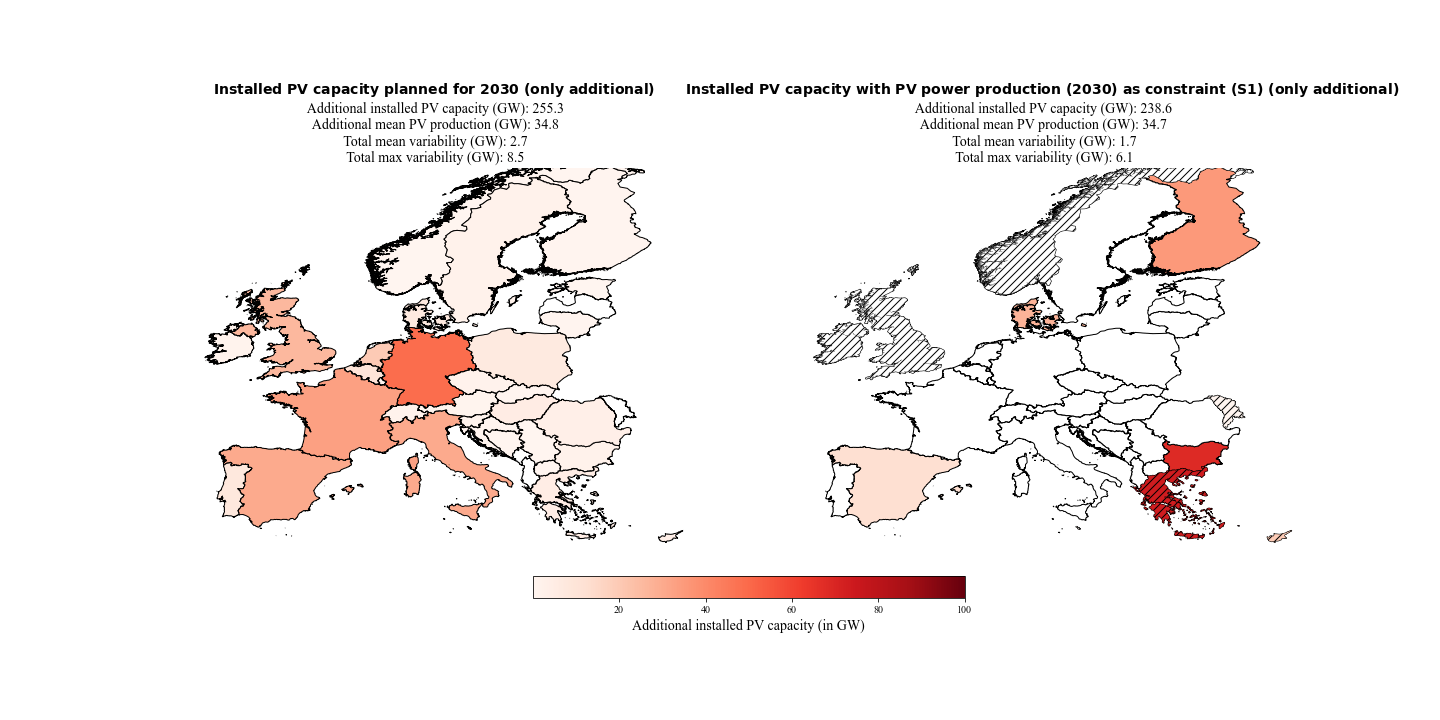 Installed PV capacity planned for 2030 (only additional)
Additional installed PV capacity (GW): 255.3
Additional mean PV production (GW): 34.8
Total mean variability (GW): 2.7
Total max variability (GW): 8.5
Installed PV capacity with PV power production (2030) as constraint (S1) (only additional)
Additional installed PV capacity (GW): 238.6
Additional mean PV production (GW): 34.7
Total mean variability (GW): 1.7
Total max variability (GW): 6.1
20 40 60 80 100
Additional installed PV capacity (in GW)